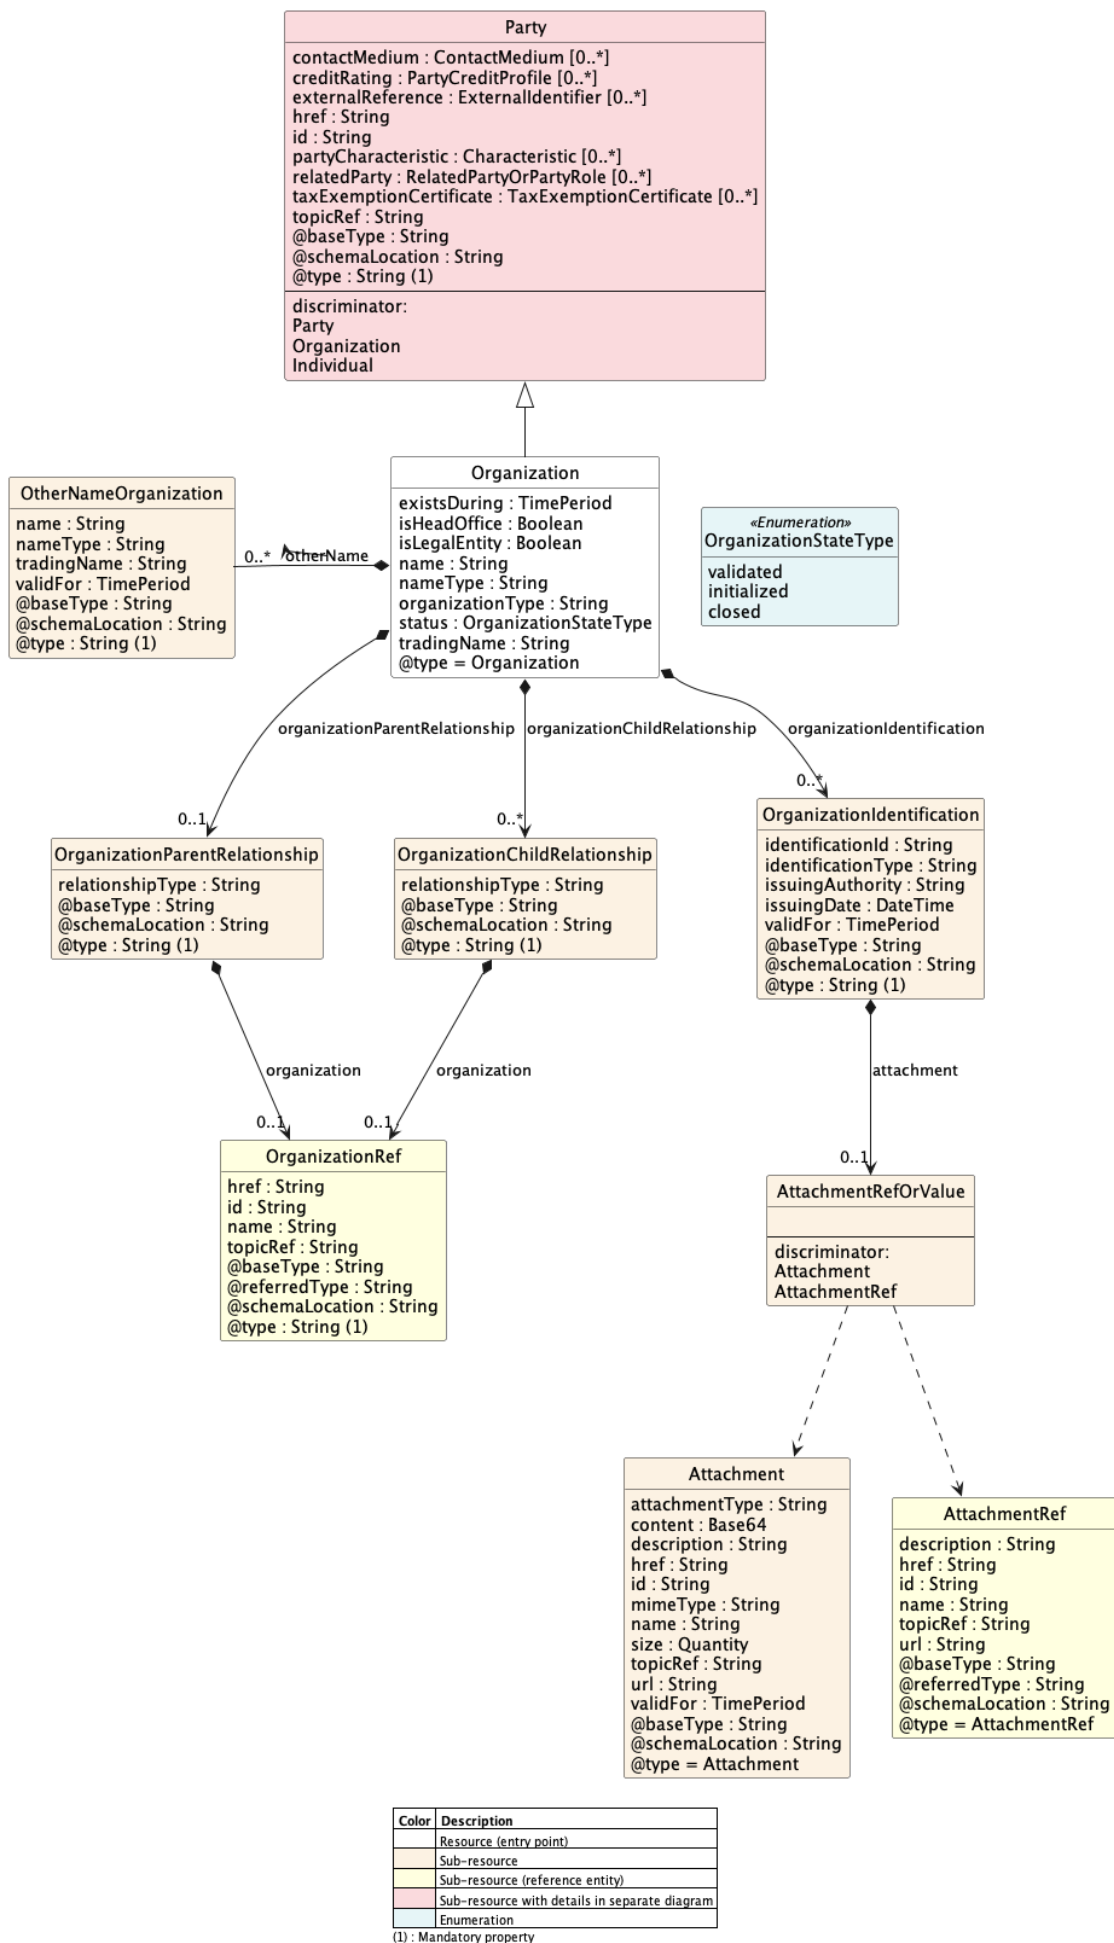 Party
contactMedium : ContactMedium [0..*]
creditRating : PartyCreditProfile [0..*]
externalReference : ExternalIdentifier [0..*]
href : String
id : String
partyCharacteristic : Characteristic [0..*]
relatedParty : RelatedPartyOrPartyRole [0..*]
taxExemptionCertificate : TaxExemptionCertificate [0..*]
topicRef : String
@baseType : String
@schemaLocation : String
@type : String (1)
discriminator:
Party
Organization
Individual
Organization
existsDuring : TimePeriod
isHeadOffice : Boolean
isLegalEntity : Boolean
name : String
nameType : String
organizationType : String
status : OrganizationStateType
tradingName : String
@type = Organization
OtherNameOrganization
name : String
nameType : String
tradingName : String
validFor : TimePeriod
@baseType : String
@schemaLocation : String
@type : String (1)
0..* otherName
«Enumeration»
OrganizationStateType
validated
initialized
closed
organizationParentRelationship
organizationChildRelationship
organizationIdentification
0..1
0..*
0..*
OrganizationParentRelationship
relationshipType : String
@baseType : String
@schemaLocation : String
@type : String (1)
OrganizationChildRelationship
relationshipType : String
@baseType : String
@schemaLocation : String
@type : String (1)
OrganizationIdentification
identificationId : String
identificationType : String
issuingAuthority : String
issuingDate : DateTime
validFor : TimePeriod
@baseType : String
@schemaLocation : String
@type : String (1)
organization
organization
attachment
0..1
0..1
0..1
OrganizationRef
href : String
id : String
name : String
topicRef : String
@baseType : String
@referredType : String
@schemaLocation : String
@type : String (1)
AttachmentRefOrValue
discriminator:
Attachment
AttachmentRef
Attachment
attachmentType : String
content : Base64
description : String
href : String
id : String
mimeType : String
name : String
size : Quantity
topicRef : String
url : String
validFor : TimePeriod
@baseType : String
@schemaLocation : String
@type = Attachment
AttachmentRef
description : String
href : String
id : String
name : String
topicRef : String
url : String
@baseType : String
@referredType : String
@schemaLocation : String
@type = AttachmentRef
Color Description
Resource (entry point)
Sub-resource
Sub-resource (reference entity)
Sub-resource with details in separate diagram
Enumeration
(1) : Mandatory property